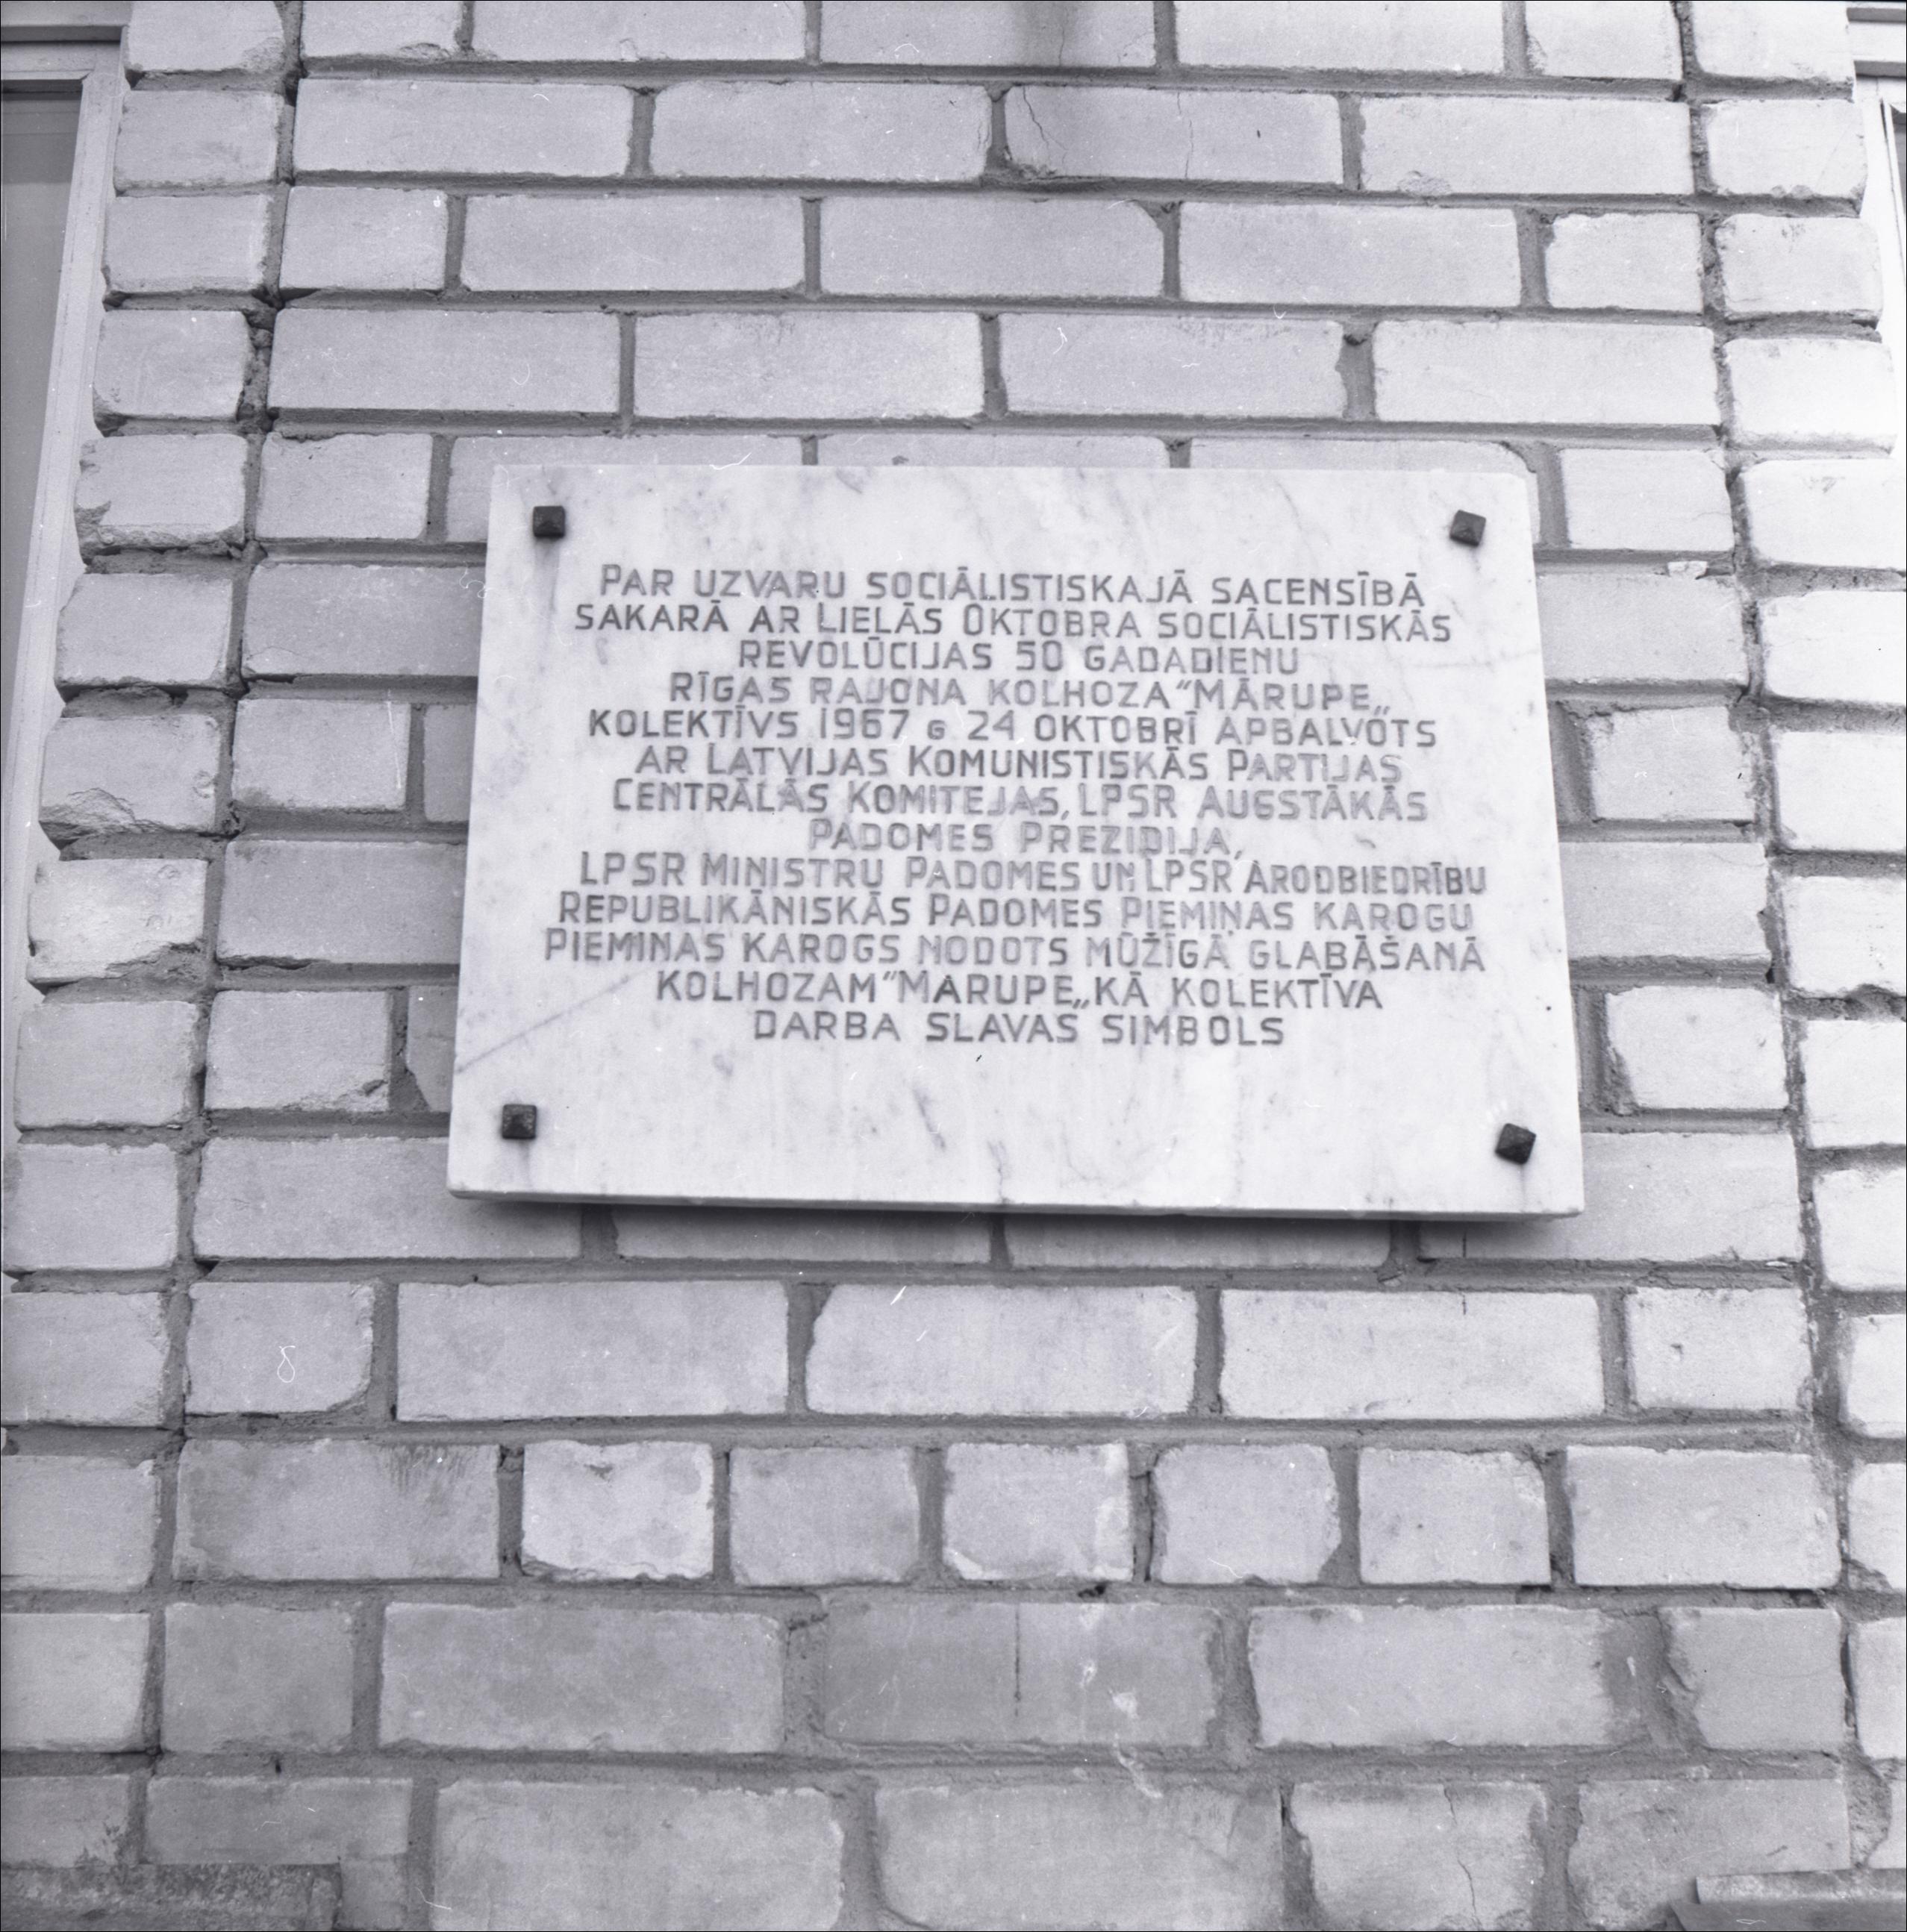 PAR UZVARU SOCIĀLISTISKAJĀ SACENSĪBĀ
SAKARĀ AR LIELĀS OKTOBRA SOCIĀLISTISKĀS
REVOLŪCIJAS 50 GADADIENU
RĪGAS RAJONA KOLHOZA “MĀRUPE„
KOLEKTĪVS 1967 G 24 OKTOBRĪ APBALVOTS
AR LATVIJAS KOMUNISTISKĀS PARTIJAS
CENTRĀLĀS KOMITEJAS, LPSR AUGSTĀKĀS
PADOMES PREZIDIJA,
LPSR MINISTRU PADOMES UN LPSR ARODBIEDRĪBU
REPUBLIKĀNISKĀS PADOMES PIEMIŅAS KAROGU
PIEMIŅAS KAROGS NODOTS MŪŽĪGĀ GLABĀŠANĀ
KOLHOZAM “MARUPE„ KĀ KOLEKTĪVA
DARBA SLAVAS SIMBOLS